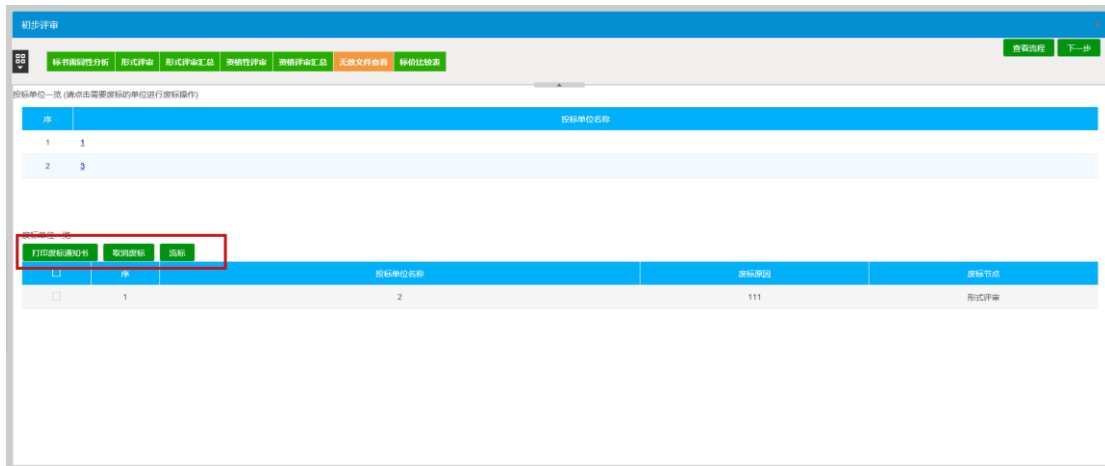 初步评审
查看流程 下一步
标书雷同性分析 形式评审 形式评审汇总 资格性评审 资格评审汇总 无效文件查看 标价比较表
投标单位一览 (请点击需要废标的单位进行废标操作)
序 投标单位名称
1 1
2 3
废标单位一览
打印废标通知书 取消废标 流标
序 投标单位名称 废标原因 废标节点
1 2 111 形式评审